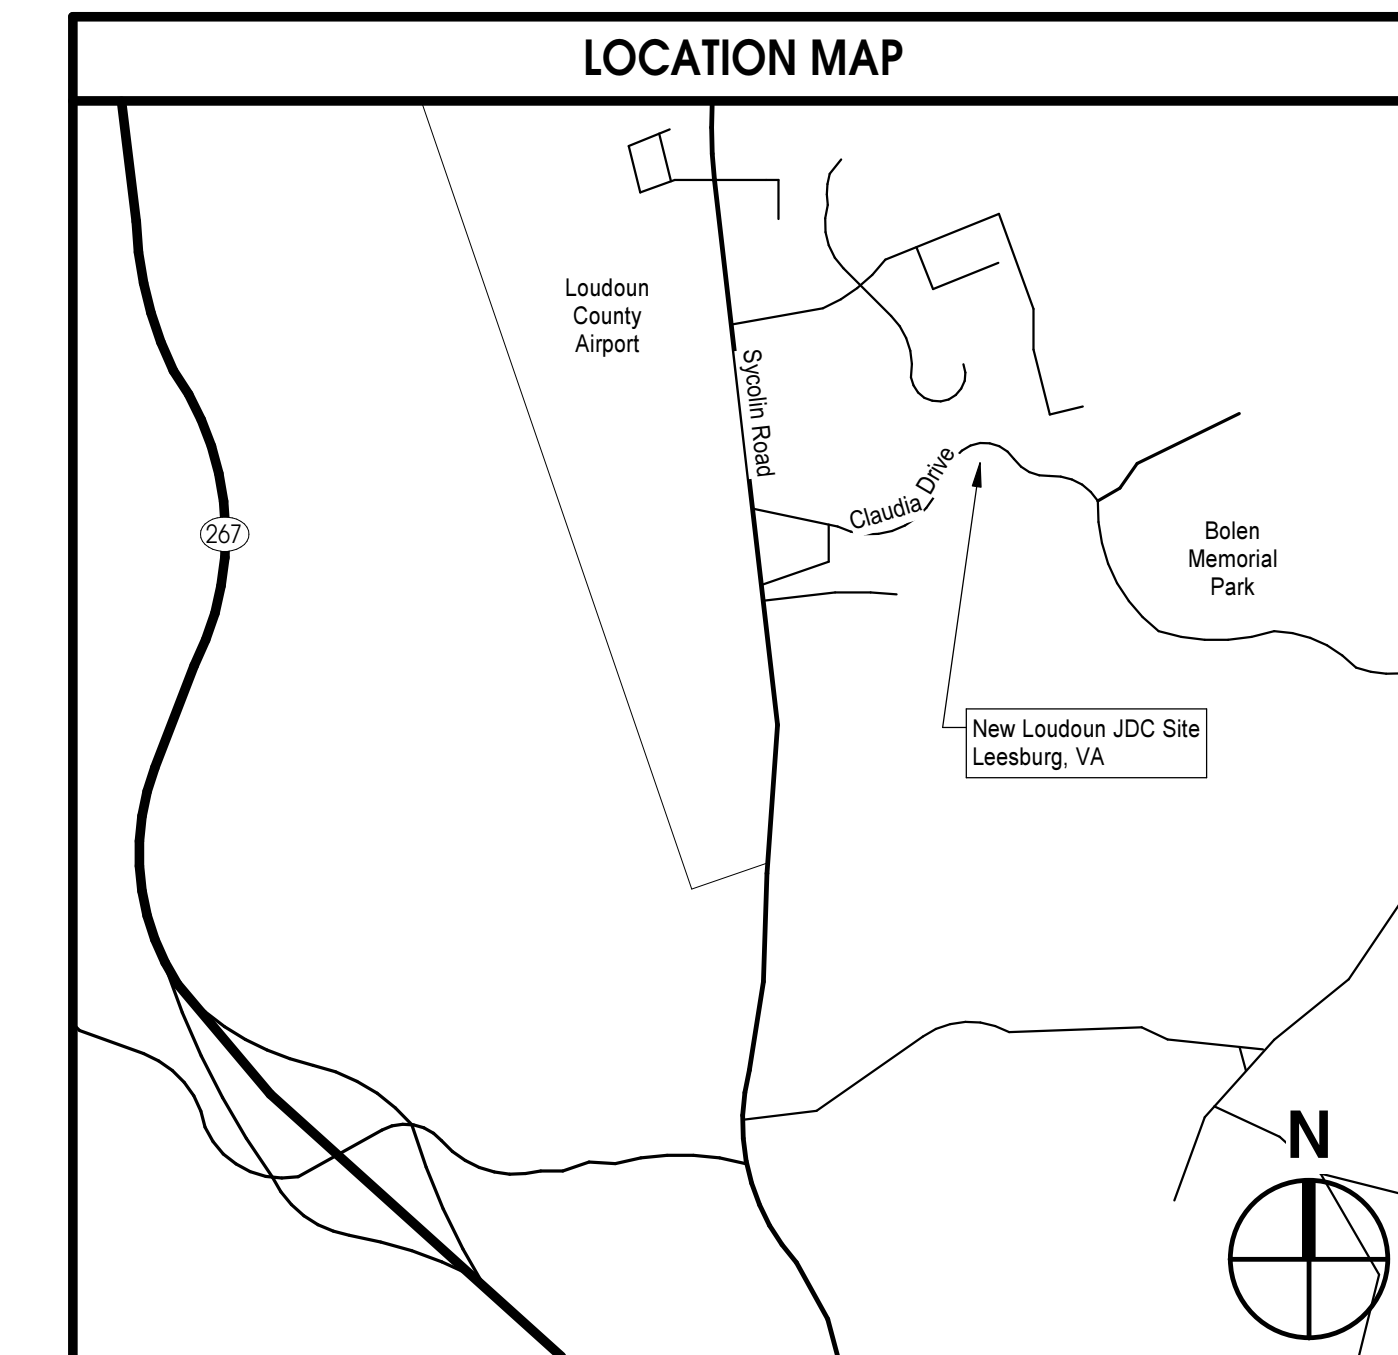 LOCATION MAP
Loudoun
County
Airport
Sycolin Road
Claudia Drive
267
Bolen
Memorial
Park
New Loudoun JDC Site
Leesburg, VA
N